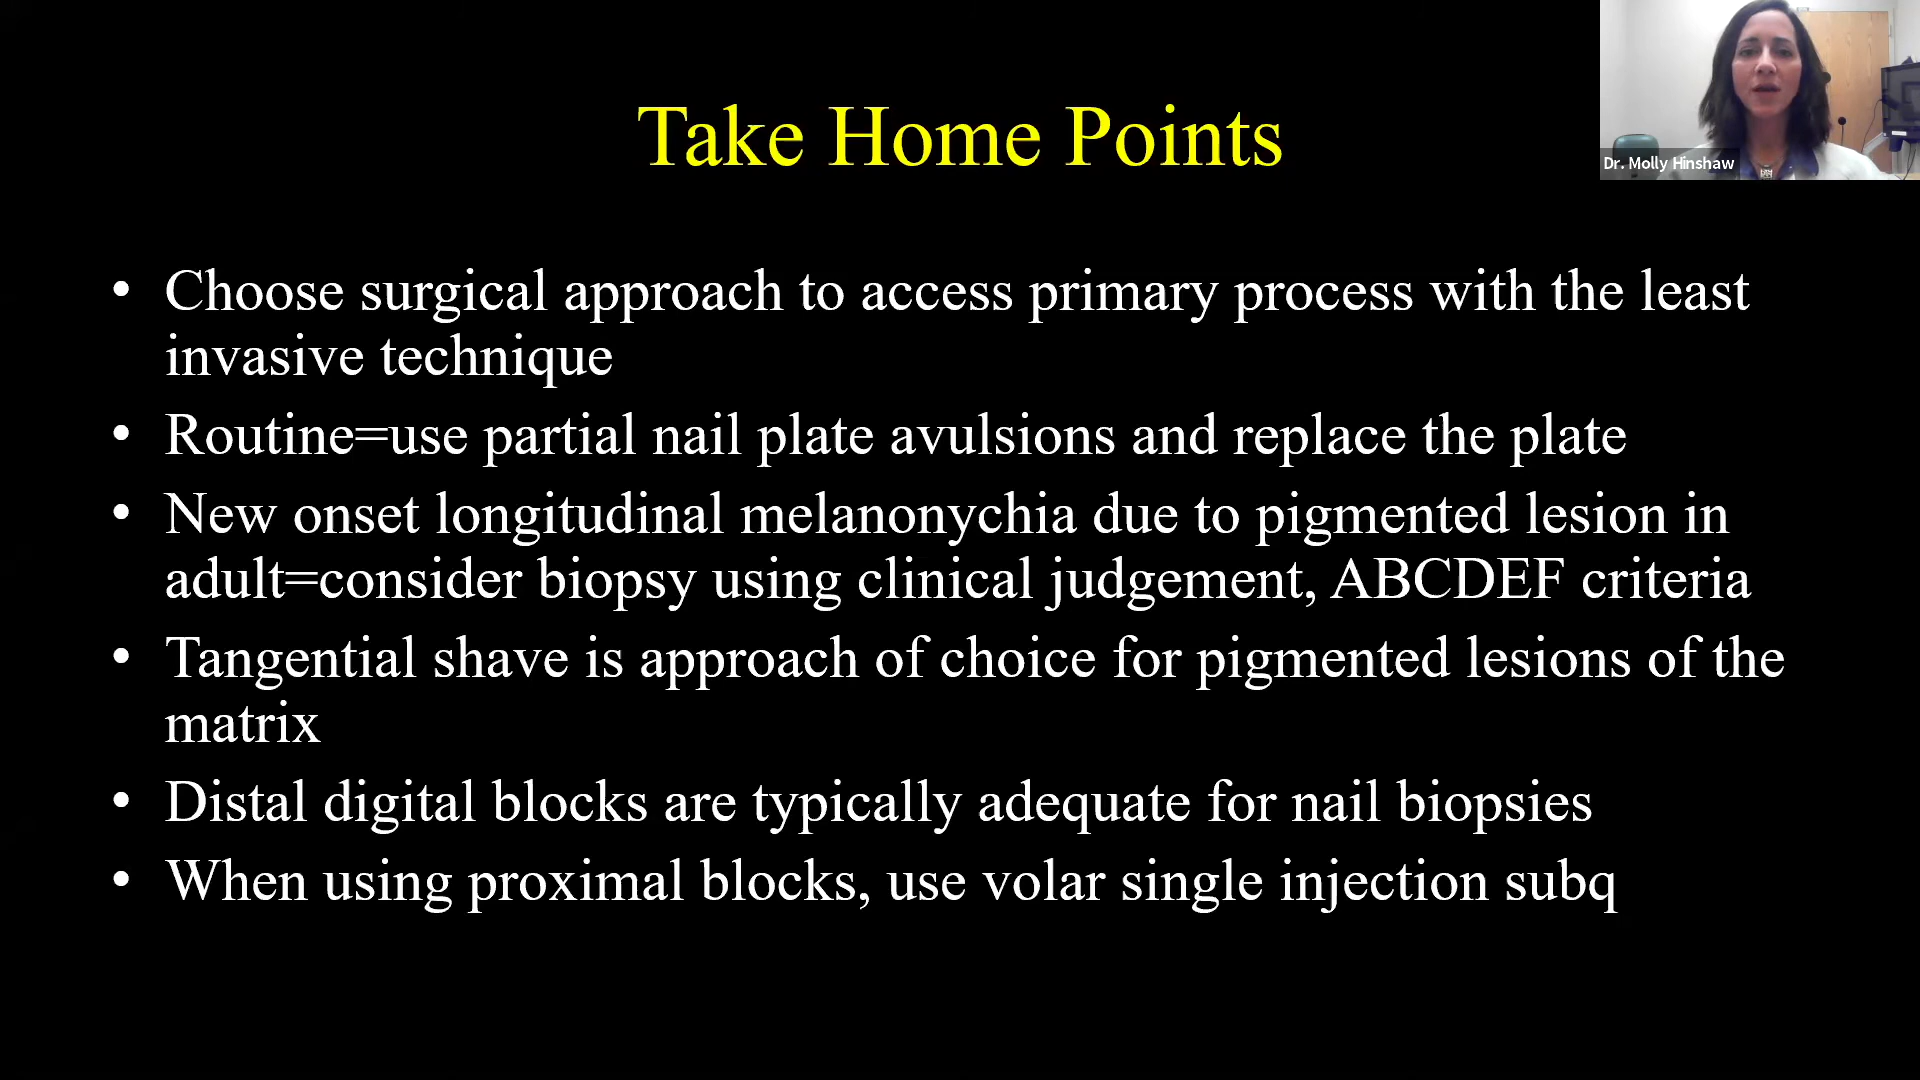 Take Home Points
Dr. Molly Hinshaw
• Choose surgical approach to access primary process with the least
invasive technique
• Routine=use partial nail plate avulsions and replace the plate
• New onset longitudinal melanonychia due to pigmented lesion in
adult=consider biopsy using clinical judgement, ABCDEF criteria
• Tangential shave is approach of choice for pigmented lesions of the
matrix
• Distal digital blocks are typically adequate for nail biopsies
• When using proximal blocks, use volar single injection subq